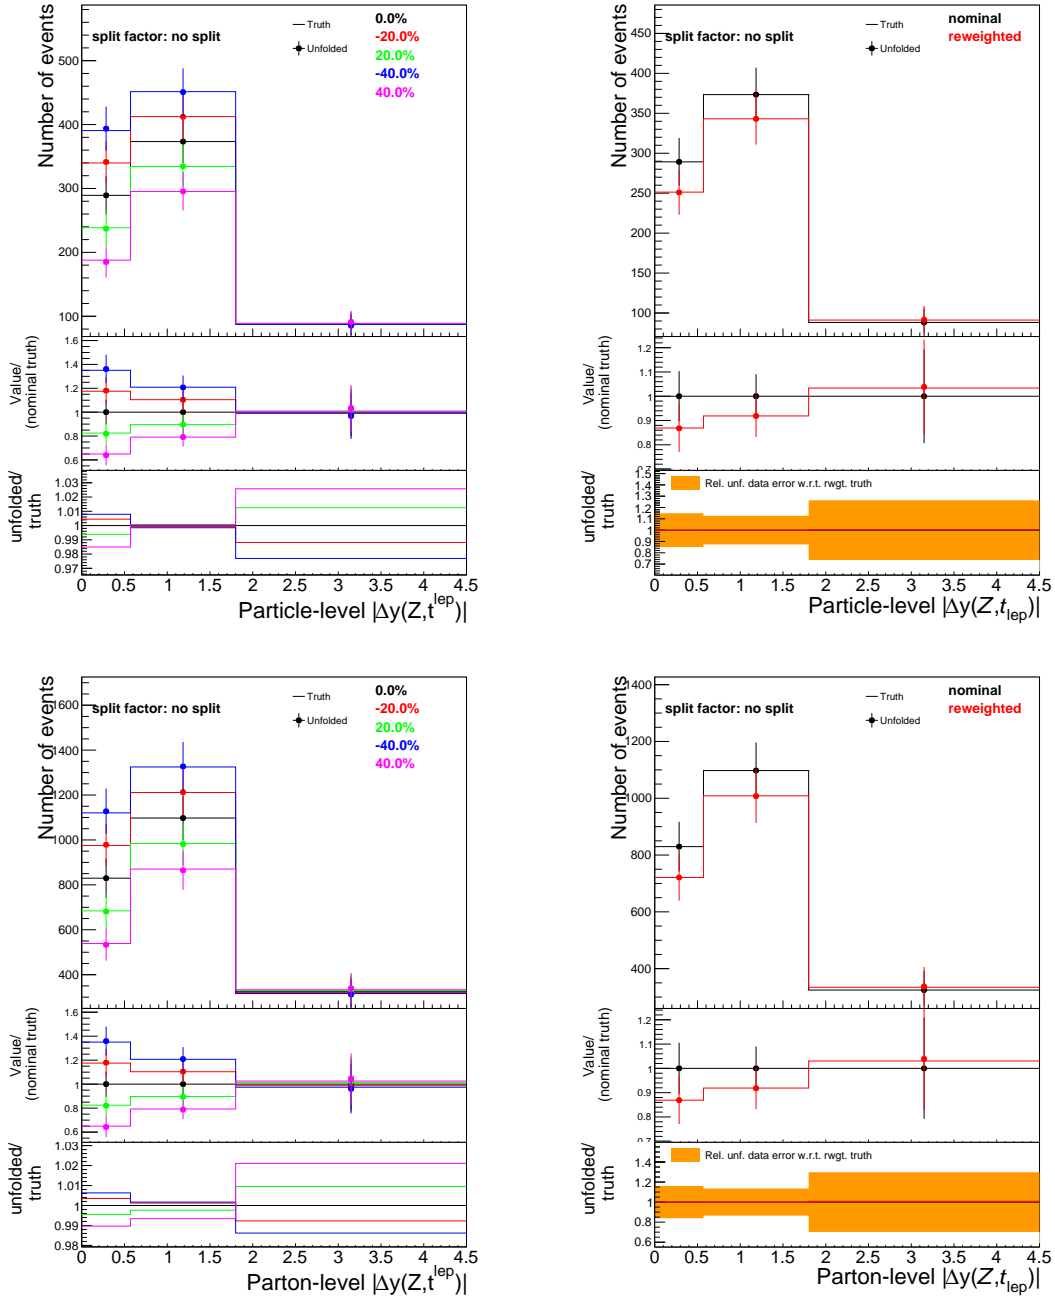 Number of events
split factor: no split
Truth
Unfolded
0.0%
-20.0%
20.0%
-40.0%
40.0%
500
400
300
200
100
Value/
(nominal truth)
1.6
1.4
1.2
1
0.8
0.6
unfolded/
truth
1.03
1.02
1.01
1
0.99
0.98
0.97
0 0.5 1 1.5 2 2.5 3 3.5 4 4.5
Particle-level |Δy(Z,t^lep)|
Number of events
split factor: no split
Truth
Unfolded
nominal
reweighted
450
400
350
300
250
200
150
100
Value/
(nominal truth)
1.2
1.1
1
0.9
0.8
0.7
unfolded/
truth
Rel. unf. data error w.r.t. rwgt. truth
1.5
1.4
1.3
1.2
1.1
1
0.9
0.8
0.7
0 0.5 1 1.5 2 2.5 3 3.5 4 4.5
Particle-level |Δy(Z,t_lep)|
Number of events
split factor: no split
Truth
Unfolded
0.0%
-20.0%
20.0%
-40.0%
40.0%
1600
1400
1200
1000
800
600
400
Value/
(nominal truth)
1.6
1.4
1.2
1
0.8
0.6
unfolded/
truth
1.03
1.02
1.01
1
0.99
0.98
0 0.5 1 1.5 2 2.5 3 3.5 4 4.5
Parton-level |Δy(Z,t^lep)|
Number of events
split factor: no split
Truth
Unfolded
nominal
reweighted
1400
1200
1000
800
600
400
Value/
(nominal truth)
1.2
1.1
1
0.9
0.8
0.7
unfolded/
truth
Rel. unf. data error w.r.t. rwgt. truth
1.4
1.2
1
0.8
0.6
0 0.5 1 1.5 2 2.5 3 3.5 4 4.5
Parton-level |Δy(Z,t_lep)|